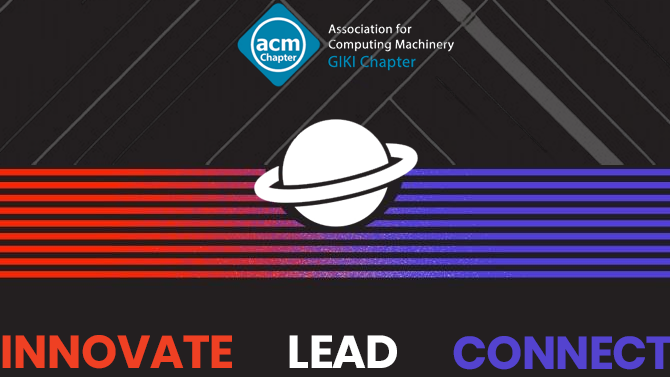 acm
Chapter
Association for
Computing Machinery
GIKI Chapter
INNOVATE LEAD CONNECT